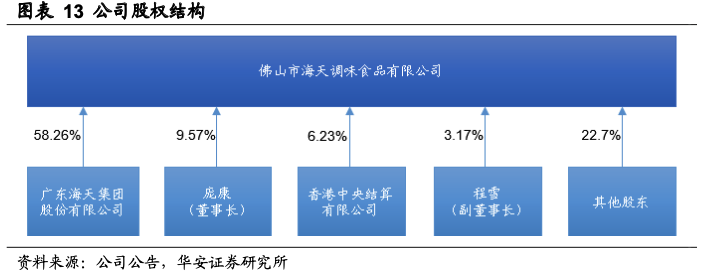 图表 13 公司股权结构
佛山市海天调味食品有限公司
58.26%
9.57%
6.23%
3.17%
22.7%
广东海天集团
股份有限公司
庞康
（董事长）
香港中央结算
有限公司
程雪
（副董事长）
其他股东
资料来源：公司公告，华安证券研究所